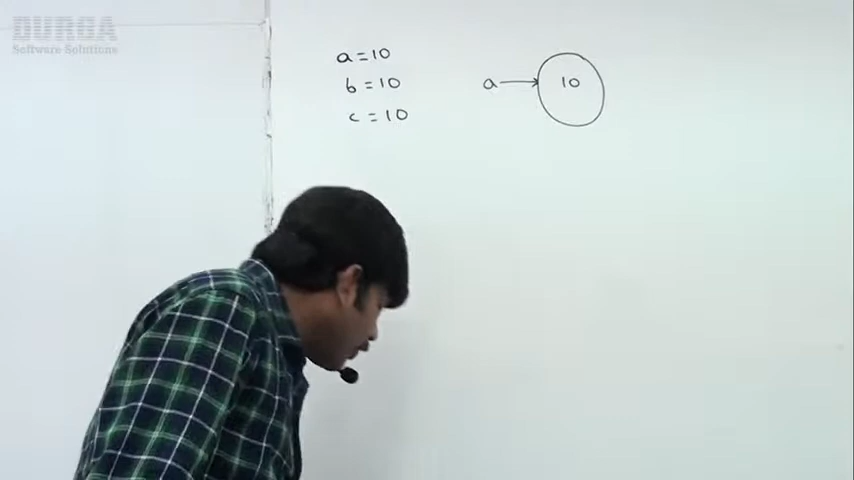 DURGA
Software Solutions
a = 10
b = 10
c = 10
a
10